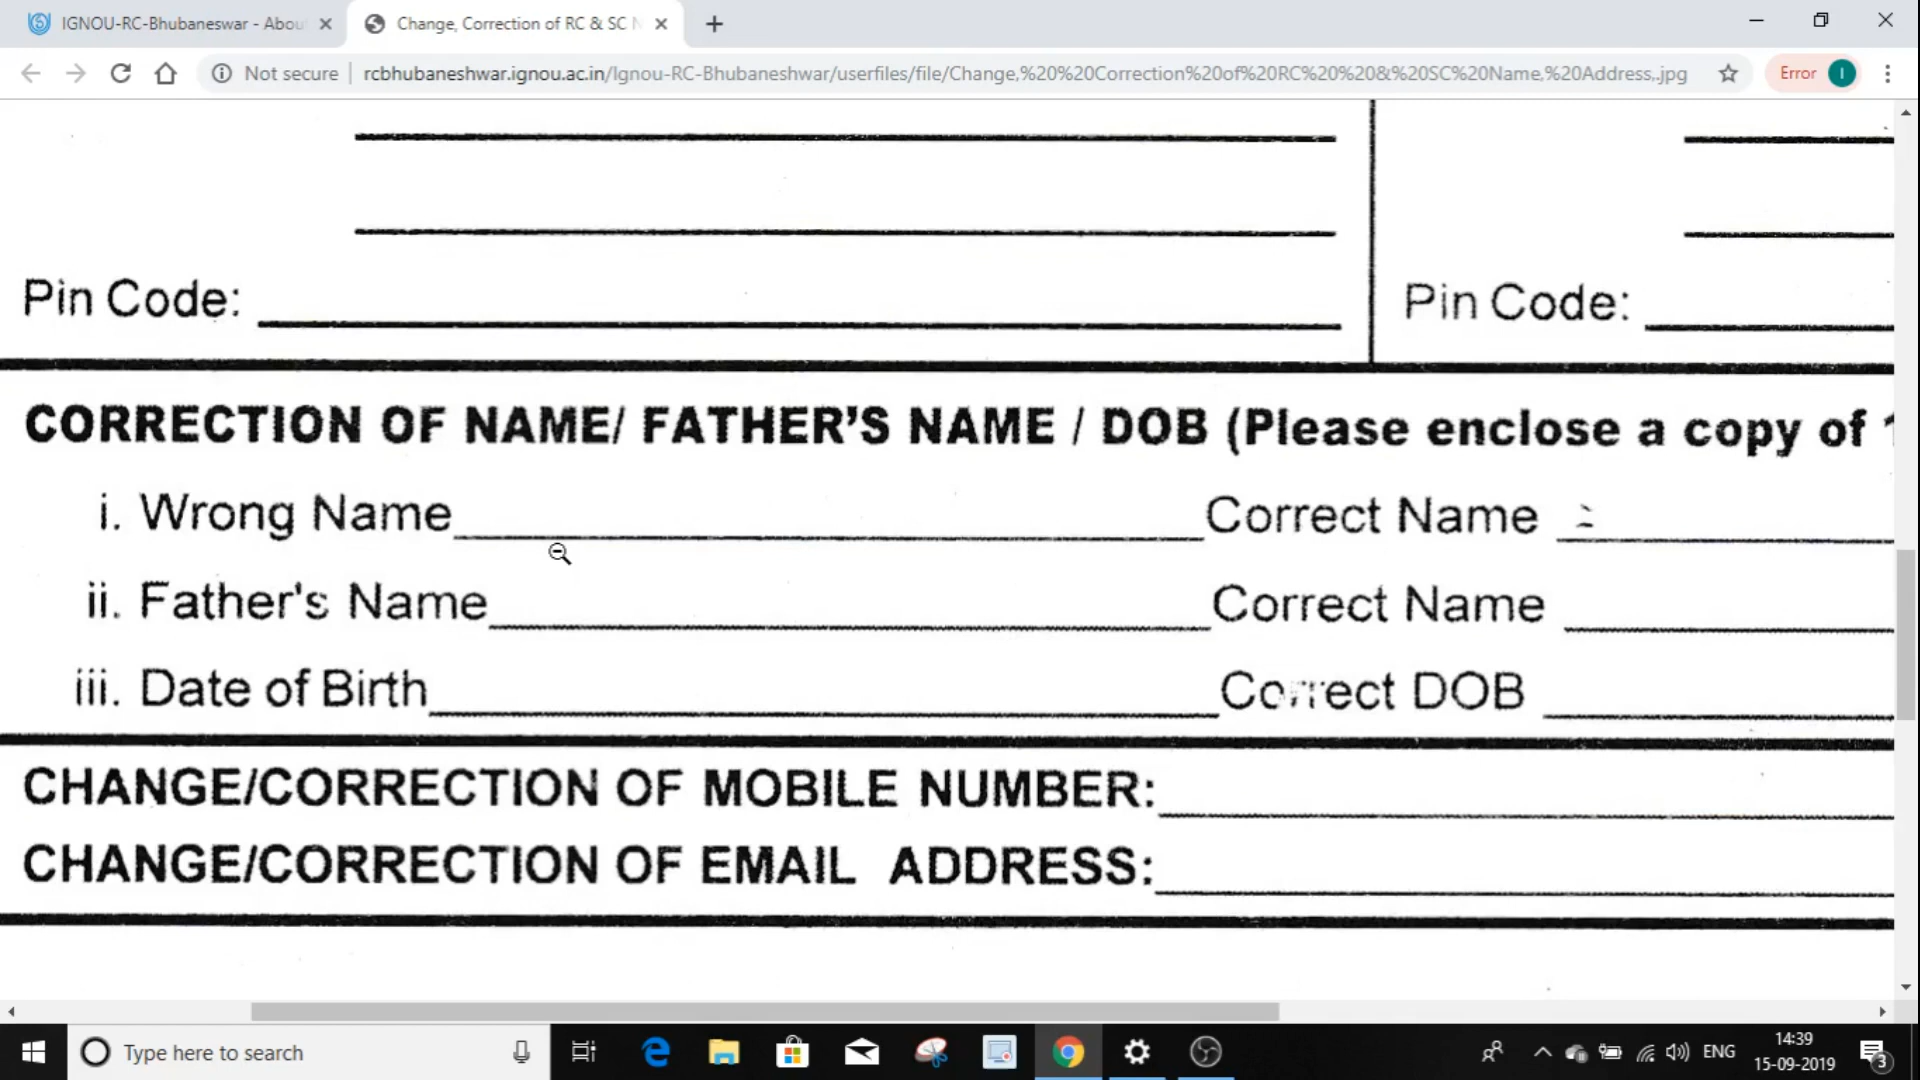 IGNOU-RC-Bhubaneswar - Abou
Change, Correction of RC & SC N
Not secure
rcbhubaneshwar.ignou.ac.in/Ignou-RC-Bhubaneshwar/userfiles/file/Change,%20%20Correction%20of%20RC%20%20&%20SC%20Name,%20Address,.jpg
Error I
Pin Code:
Pin Code:
CORRECTION OF NAME/ FATHER'S NAME / DOB (Please enclose a copy of
i. Wrong Name Correct Name
ii. Father's Name Correct Name
iii. Date of Birth Correct DOB
CHANGE/CORRECTION OF MOBILE NUMBER:
CHANGE/CORRECTION OF EMAIL ADDRESS:
Type here to search
ENG
14:39
15-09-2019
3